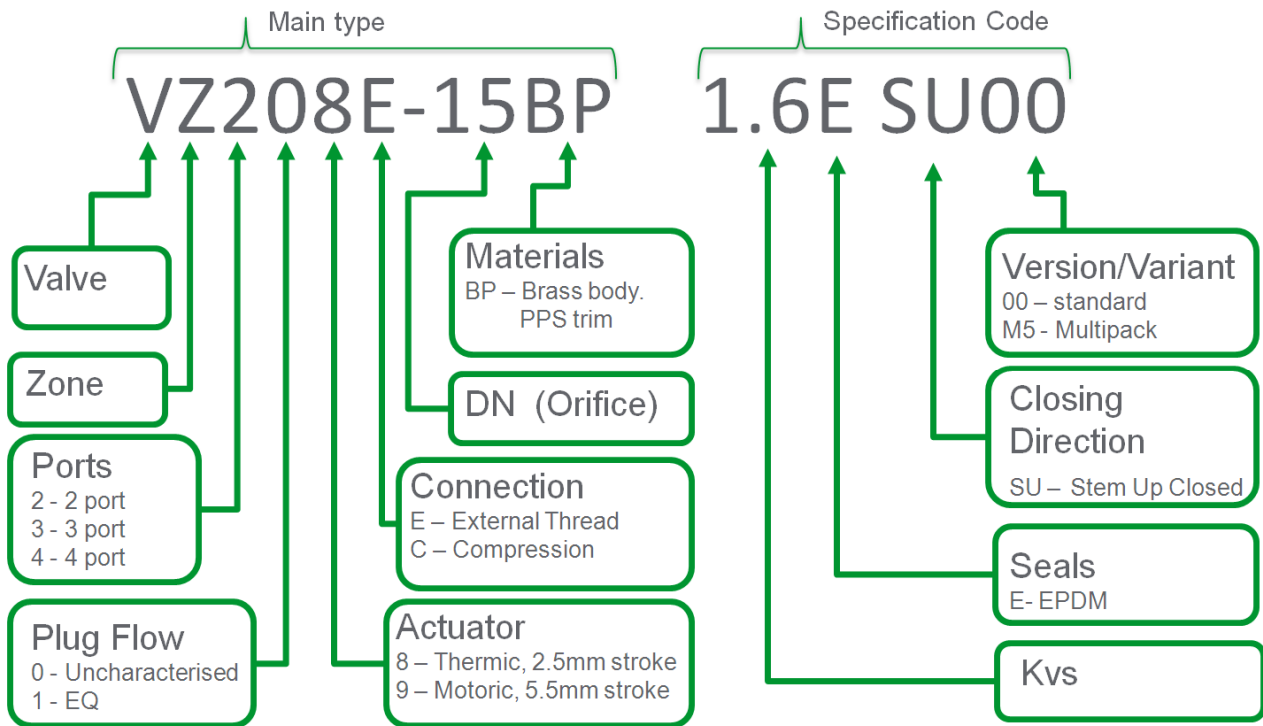 Main type
Specification Code
VZ208E-15BP 1.6E SU00
Valve
Zone
Ports
2 - 2 port
3 - 3 port
4 - 4 port
Plug Flow
0 - Uncharacterised
1 - EQ
Materials
BP – Brass body.
PPS trim
DN (Orifice)
Connection
E – External Thread
C – Compression
Actuator
8 – Thermic, 2.5mm stroke
9 – Motoric, 5.5mm stroke
Version/Variant
00 – standard
M5 - Multipack
Closing
Direction
SU – Stem Up Closed
Seals
E- EPDM
Kvs